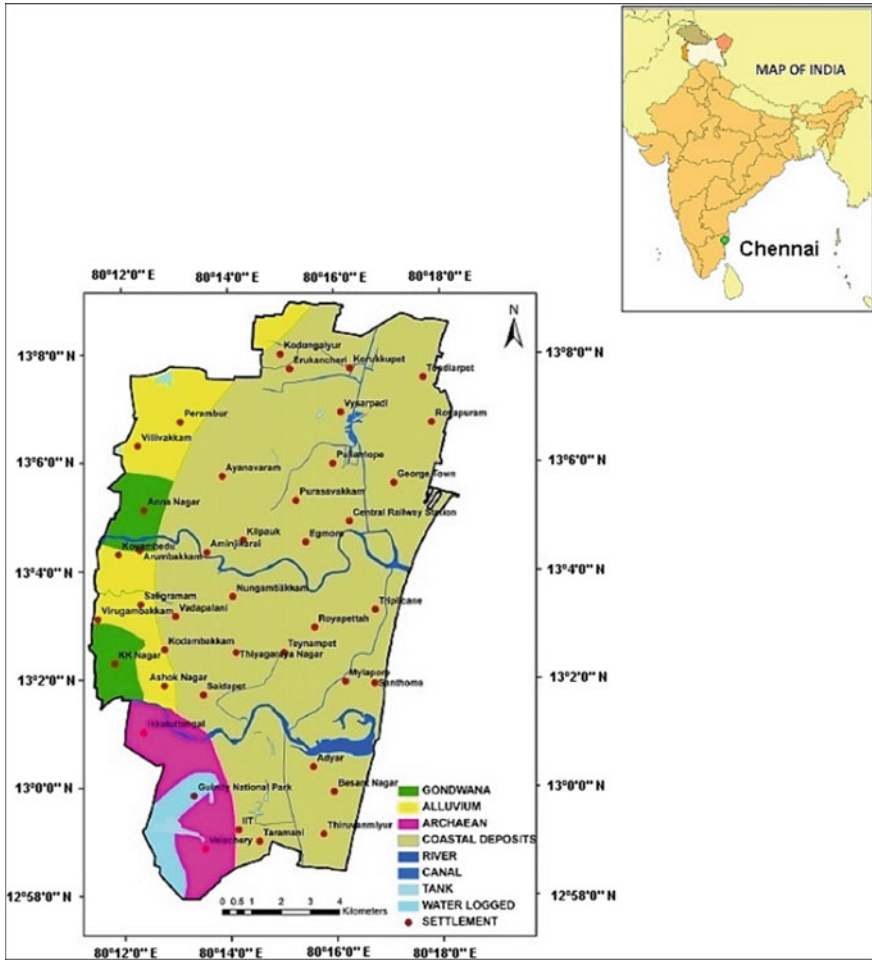 MAP OF INDIA
Chennai
80°12'0" E 80°14'0" E 80°16'0" E 80°18'0" E
N
Kodungaiyur
13°8'0" N 13°8'0" N
Erukancheri Korukkupet
Tondiarpet
Vysarpadi
Perambur Royapuram
Villivakkam
Pulianlope
13°6'0" N 13°6'0" N
Ayanavaram George Town
Purasavakkam
Anna Nagar
Central Railway Station
Kilpauk Egmore
Aminjikarai
Koyambedu
Arumbakkam
13°4'0" N 13°4'0" N
Nungambakkam
Saligramam Triplicane
Virugambakkam Vadapalani
Royapettah
Kodambakkam Teynampet
KK Nagar Thiyagaraya Nagar
13°2'0" N 13°2'0" N
Ashok Nagar Mylapore
Saidapet Santhome
Adyar
13°0'0" N 13°0'0" N
Guindy National Park Besant Nagar
IIT
Taramani Thiruvanmiyur
Velachery
GONDWANA
ALLUVIUM
ARCHAEAN
COASTAL DEPOSITS
RIVER
CANAL
TANK
WATER LOGGED
SETTLEMENT
0 0.5 1 2 3 4
Kilometers
12°58'0" N 12°58'0" N
80°12'0" E 80°14'0" E 80°16'0" E 80°18'0" E